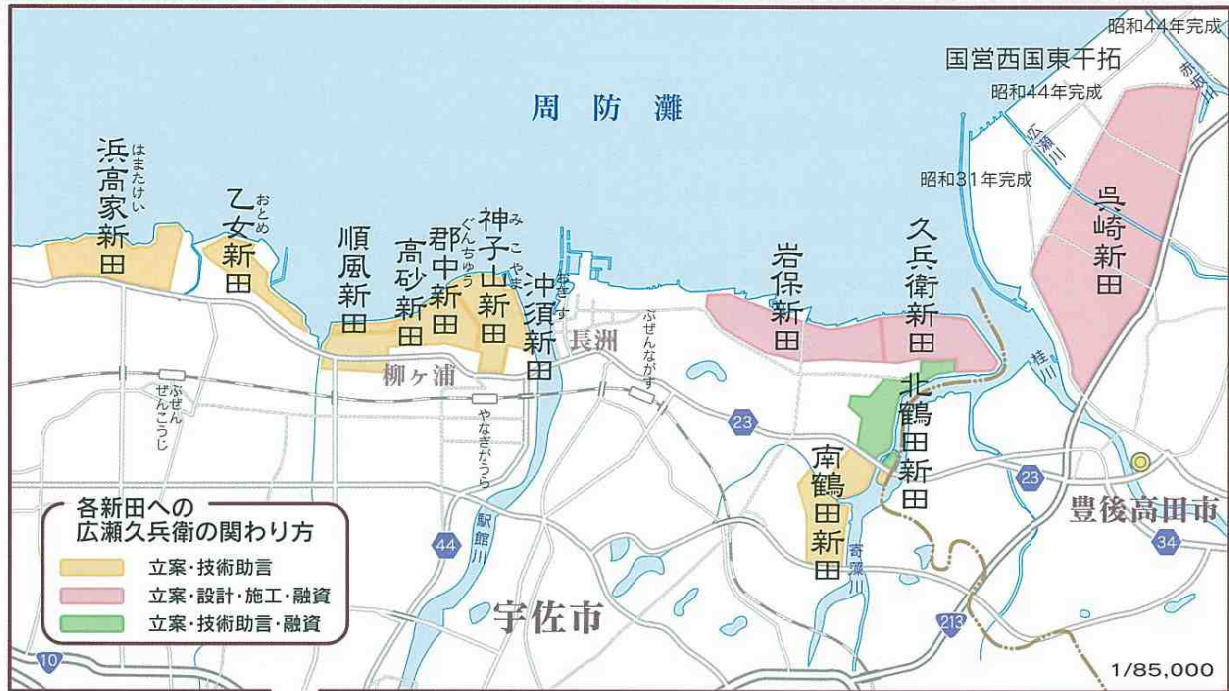 昭和44年完成
国営西国東干拓
昭和44年完成
赤坂川
広瀬川
昭和31年完成
周防灘
浜高家新田
はまたけい
乙女新田
おとめ
順風新田
高砂新田
郡中新田
ぐんちゅう
神子山新田
みこやま
沖須新田
おきす
岩保新田
久兵衛新田
呉崎新田
長洲
柳ヶ浦
ぶぜんながす
ぶぜん
ぜんこうじ
やなぎがうら
北鶴田新田
南鶴田新田
桂川
23
23
豊後高田市
34
44
駅館川
寄藻川
宇佐市
213
10
各新田への
広瀬久兵衛の関わり方
立案・技術助言
立案・設計・施工・融資
立案・技術助言・融資
1/85,000